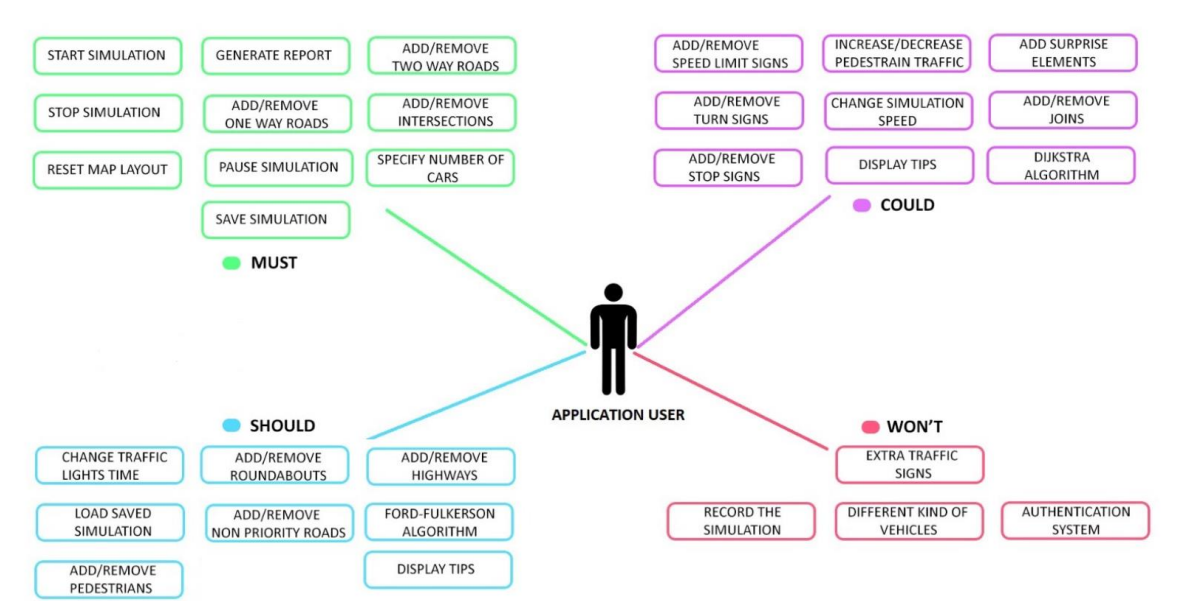 START SIMULATION
GENERATE REPORT
ADD/REMOVE
TWO WAY ROADS
STOP SIMULATION
ADD/REMOVE
ONE WAY ROADS
ADD/REMOVE
INTERSECTIONS
RESET MAP LAYOUT
PAUSE SIMULATION
SPECIFY NUMBER OF
CARS
SAVE SIMULATION
MUST
ADD/REMOVE
SPEED LIMIT SIGNS
INCREASE/DECREASE
PEDESTRAIN TRAFFIC
ADD SURPRISE
ELEMENTS
ADD/REMOVE
TURN SIGNS
CHANGE SIMULATION
SPEED
ADD/REMOVE
JOINS
ADD/REMOVE
STOP SIGNS
DISPLAY TIPS
DIJKSTRA
ALGORITHM
COULD
APPLICATION USER
SHOULD
CHANGE TRAFFIC
LIGHTS TIME
ADD/REMOVE
ROUNDABOUTS
ADD/REMOVE
HIGHWAYS
LOAD SAVED
SIMULATION
ADD/REMOVE
NON PRIORITY ROADS
FORD-FULKERSON
ALGORITHM
ADD/REMOVE
PEDESTRIANS
DISPLAY TIPS
WON'T
EXTRA TRAFFIC
SIGNS
RECORD THE
SIMULATION
DIFFERENT KIND OF
VEHICLES
AUTHENTICATION
SYSTEM